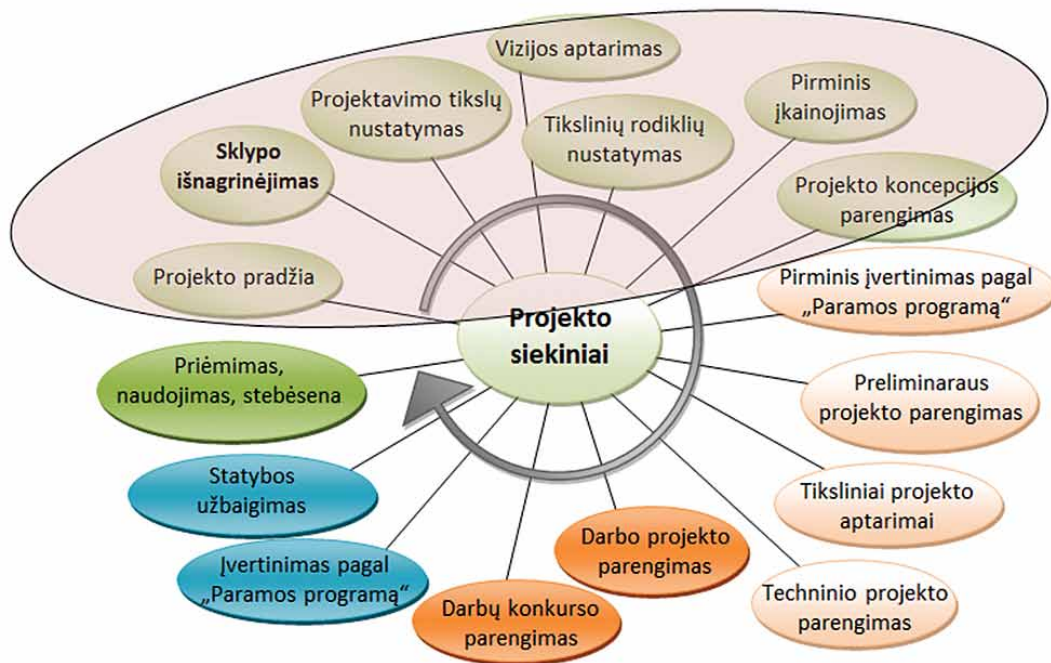 Vizijos aptarimas
Projektavimo tikslų
nustatymas
Tikslinių rodiklių
nustatymas
Pirminis
įkainojimas
Sklypo
išnagrinėjimas
Projekto koncepcijos
parengimas
Projekto pradžia
Pirminis įvertinimas pagal
„Paramos programą“
Projekto
siekiniai
Priėmimas,
naudojimas, stebėsena
Preliminaraus
projekto parengimas
Statybos
užbaigimas
Tiksliniai projekto
aptarimai
Įvertinimas pagal
„Paramos programą“
Darbo projekto
parengimas
Darbų konkurso
parengimas
Techninio projekto
parengimas